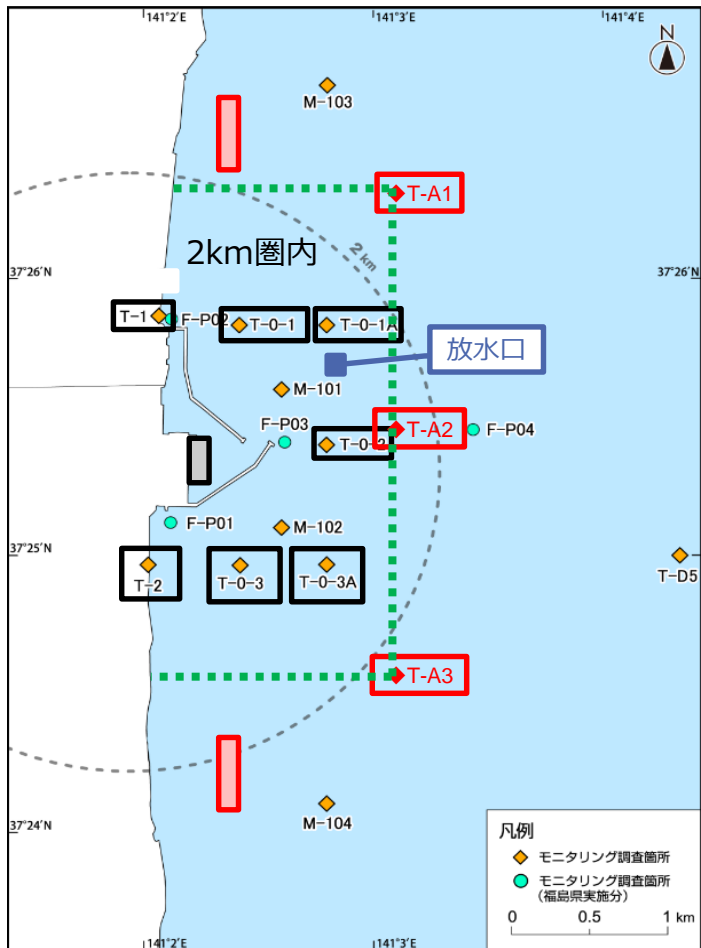 141°2′E
141°3′E
141°4′E
N
M-103
T-A1
2km圏内
2 km
37°26′N
37°26′N
T-1
F-P02
T-0-1
T-0-1A
放水口
M-101
F-P03
T-A2
F-P04
T-0-2
F-P01
M-102
37°25′N
T-2
T-0-3
T-0-3A
T-D5
T-A3
37°24′N
M-104
凡例
モニタリング調査箇所
モニタリング調査箇所
(福島県実施分)
0 0.5 1 km
141°2′E
141°3′E